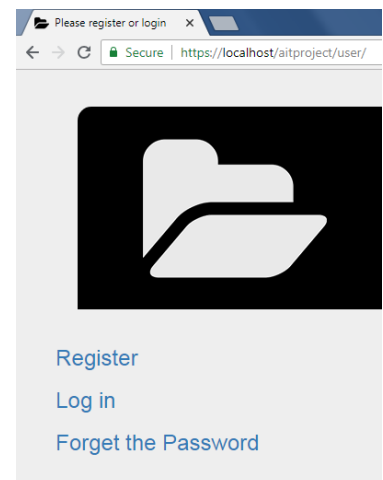 Please register or login
Secure | https://localhost/aitproject/user/
Register
Log in
Forget the Password